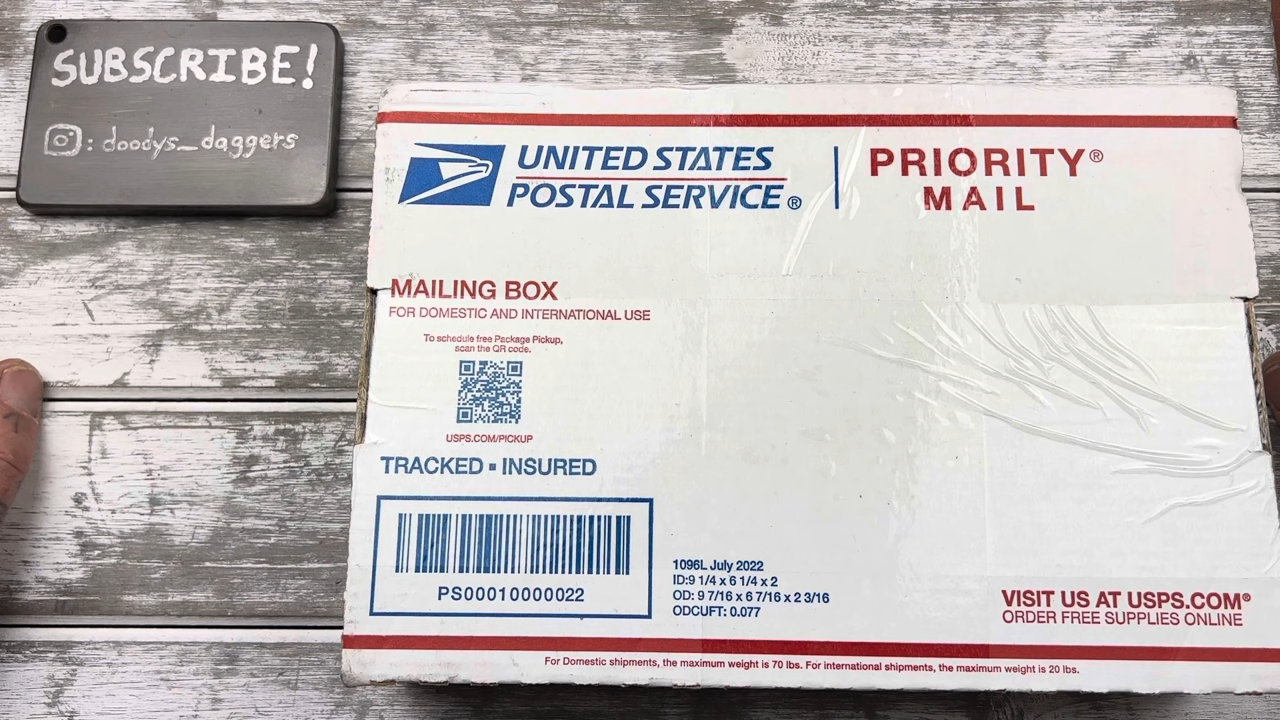 SUBSCRIBE!
: doodys_daggers
UNITED STATES
POSTAL SERVICE®
PRIORITY®
MAIL
MAILING BOX
FOR DOMESTIC AND INTERNATIONAL USE
To schedule free Package Pickup,
scan the QR code.
USPS.COM/PICKUP
TRACKED ▪ INSURED
PS00010000022
1096L July 2022
ID:9 1/4 x 6 1/4 x 2
OD: 9 7/16 x 6 7/16 x 2 3/16
ODCUFT: 0.077
VISIT US AT USPS.COM®
ORDER FREE SUPPLIES ONLINE
For Domestic shipments, the maximum weight is 70 lbs. For international shipments, the maximum weight is 20 lbs.